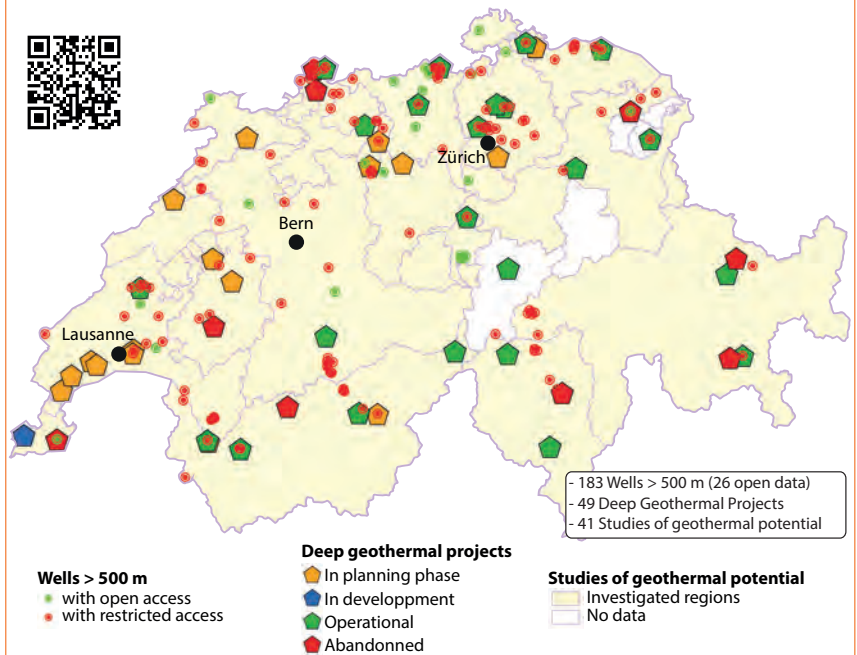 Zürich
Bern
Lausanne
- 183 Wells > 500 m (26 open data)
- 49 Deep Geothermal Projects
- 41 Studies of geothermal potential
Wells > 500 m
with open access
with restricted access
Deep geothermal projects
In planning phase
In developpment
Operational
Abandonned
Studies of geothermal potential
Investigated regions
No data